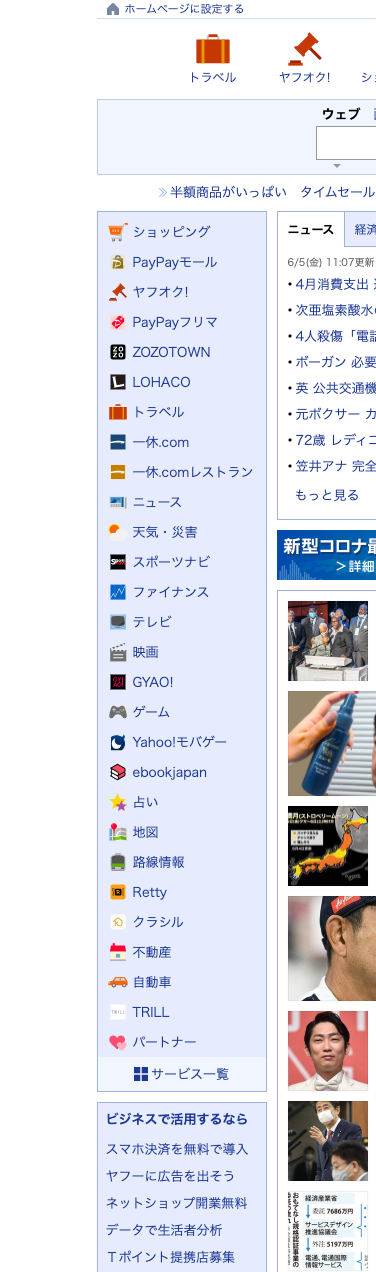 ホームページに設定する
トラベル
ヤフオク!
ウェブ
半額商品がいっぱい タイムセール
ショッピング
PayPayモール
ヤフオク!
PayPayフリマ
ZOZOTOWN
LOHACO
トラベル
一休.com
一休.comレストラン
ニュース
天気・災害
スポーツナビ
ファイナンス
テレビ
映画
GYAO!
ゲーム
Yahoo!モバゲー
ebookjapan
占い
地図
路線情報
Retty
クラシル
不動産
自動車
TRILL
パートナー
サービス一覧
ビジネスで活用するなら
スマホ決済を無料で導入
ヤフーに広告を出そう
ネットショップ開業無料
データで生活者分析
Tポイント提携店募集
ニュース
経済
6/5(金) 11:07更新
4月消費支出
次亜塩素酸水
4人殺傷「電話
ボーガン 必要
英 公共交通機
元ボクサー カ
72歳 レディ
笠井アナ 完全
もっと見る
新型コロナ最
>詳細
満月(ストロベリームーン)
経済産業省
委託 7686万円
サービスデザイン
推進協議会
外注 5197万円
電通、電通国際
情報サービス